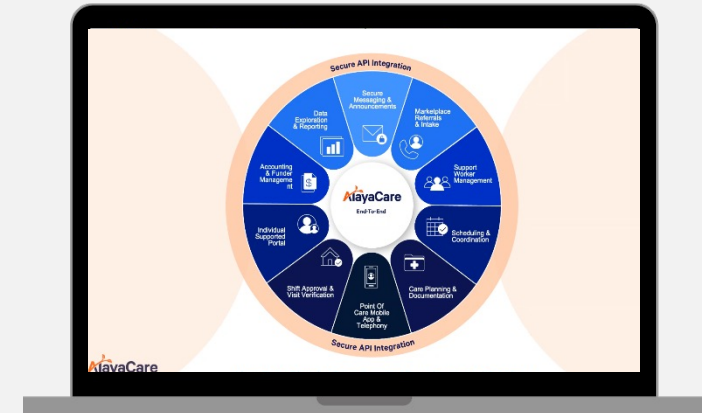 Secure API Integration
Secure
Messaging &
Announcements
Marketplace
Referrals
& Intake
Support
Worker
Management
Scheduling &
Coordination
Care Planning &
Documentation
Point Of
Care Mobile
App &
Telephony
Shift Approval &
Visit Verification
Individual
Supported
Portal
Accounting
& Funder
Manageme
nt
Data
Exploration
& Reporting
AlayaCare
End-To-End
Secure API Integration
AlayaCare